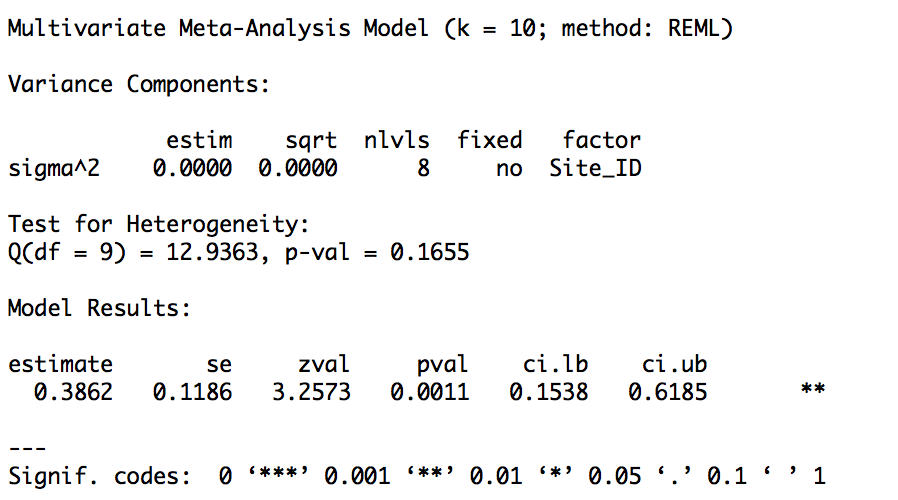 Multivariate Meta-Analysis Model (k = 10; method: REML)
Variance Components:
estim sqrt nlvls fixed factor
sigma^2 0.0000 0.0000 8 no Site_ID
Test for Heterogeneity:
Q(df = 9) = 12.9363, p-val = 0.1655
Model Results:
estimate se zval pval ci.lb ci.ub
0.3862 0.1186 3.2573 0.0011 0.1538 0.6185 **
---
Signif. codes: 0 ‘***’ 0.001 ‘**’ 0.01 ‘*’ 0.05 ‘.’ 0.1 ‘ ’ 1